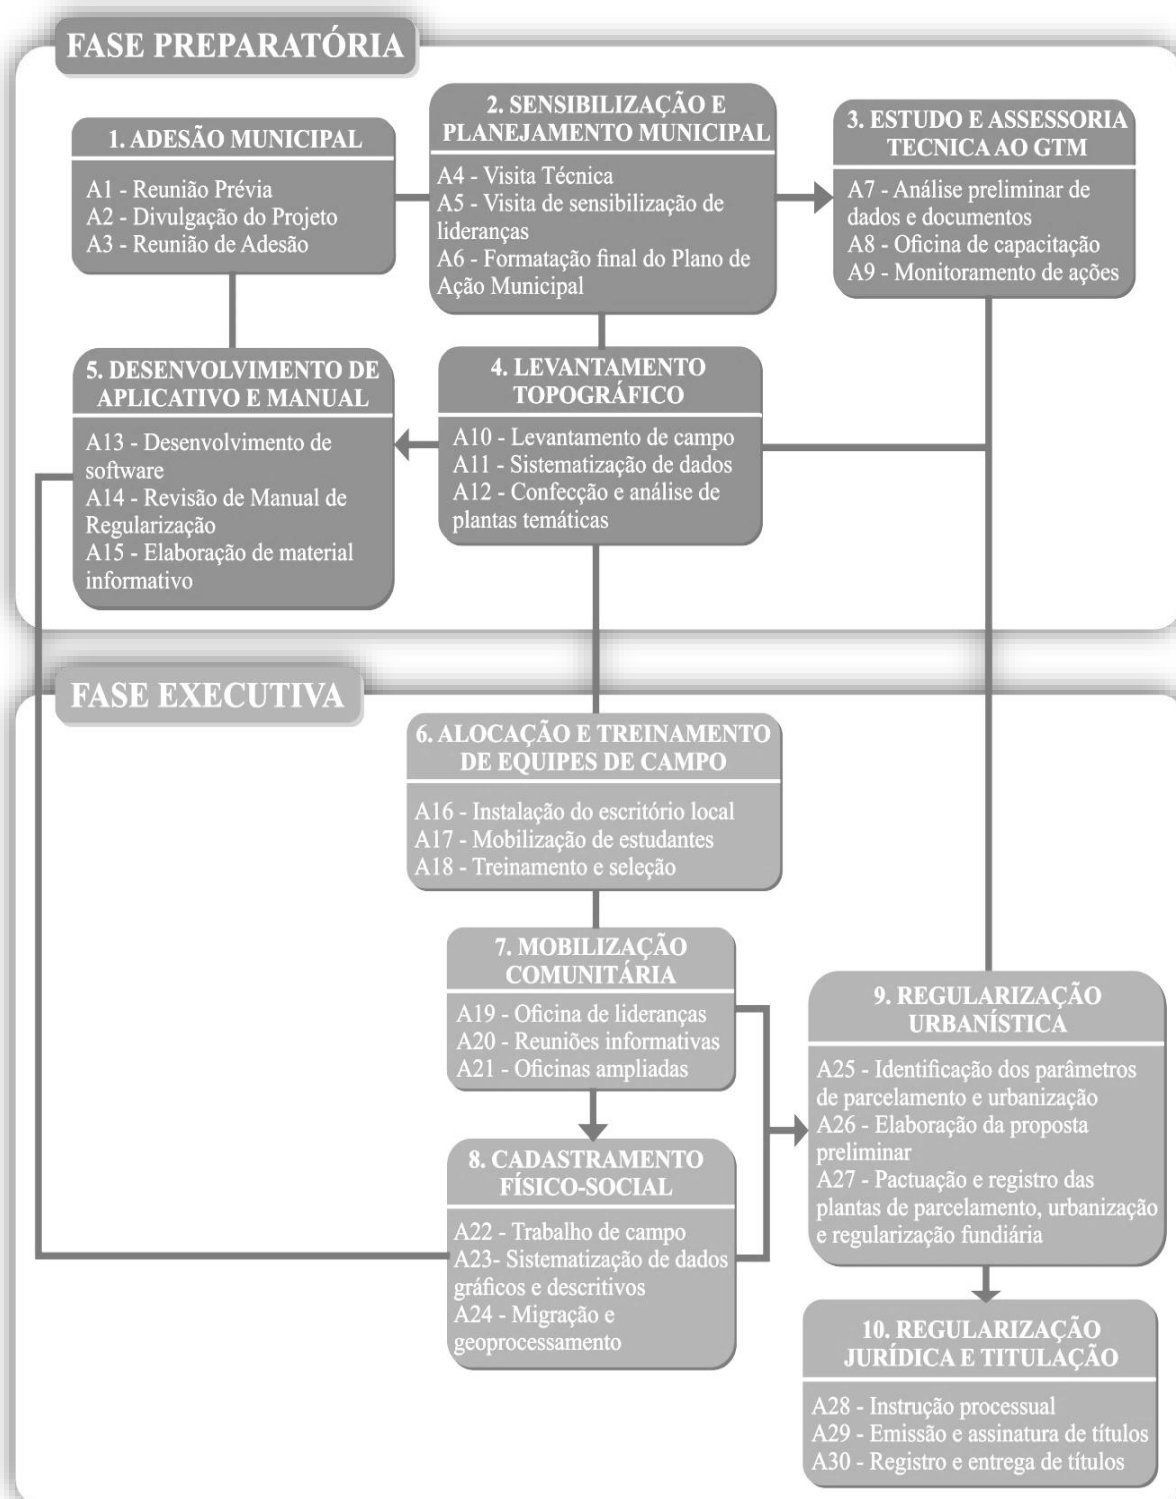 FASE PREPARATÓRIA
1. ADESÃO MUNICIPAL
A1 - Reunião Prévia
A2 - Divulgação do Projeto
A3 - Reunião de Adesão
2. SENSIBILIZAÇÃO E
PLANEJAMENTO MUNICIPAL
A4 - Visita Técnica
A5 - Visita de sensibilização de
lideranças
A6 - Formatação final do Plano de
Ação Municipal
3. ESTUDO E ASSESSORIA
TECNICA AO GTM
A7 - Análise preliminar de
dados e documentos
A8 - Oficina de capacitação
A9 - Monitoramento de ações
5. DESENVOLVIMENTO DE
APLICATIVO E MANUAL
A13 - Desenvolvimento de
software
A14 - Revisão de Manual de
Regularização
A15 - Elaboração de material
informativo
4. LEVANTAMENTO
TOPOGRÁFICO
A10 - Levantamento de campo
A11 - Sistematização de dados
A12 - Confecção e análise de
plantas temáticas
FASE EXECUTIVA
6. ALOCAÇÃO E TREINAMENTO
DE EQUIPES DE CAMPO
A16 - Instalação do escritório local
A17 - Mobilização de estudantes
A18 - Treinamento e seleção
7. MOBILIZAÇÃO
COMUNITÁRIA
A19 - Oficina de lideranças
A20 - Reuniões informativas
A21 - Oficinas ampliadas
8. CADASTRAMENTO
FÍSICO-SOCIAL
A22 - Trabalho de campo
A23- Sistematização de dados
gráficos e descritivos
A24 - Migração e
geoprocessamento
9. REGULARIZAÇÃO
URBANÍSTICA
A25 - Identificação dos parâmetros
de parcelamento e urbanização
A26 - Elaboração da proposta
preliminar
A27 - Pactuação e registro das
plantas de parcelamento, urbanização
e regularização fundiária
10. REGULARIZAÇÃO
JURÍDICA E TITULAÇÃO
A28 - Instrução processual
A29 - Emissão e assinatura de títulos
A30 - Registro e entrega de títulos